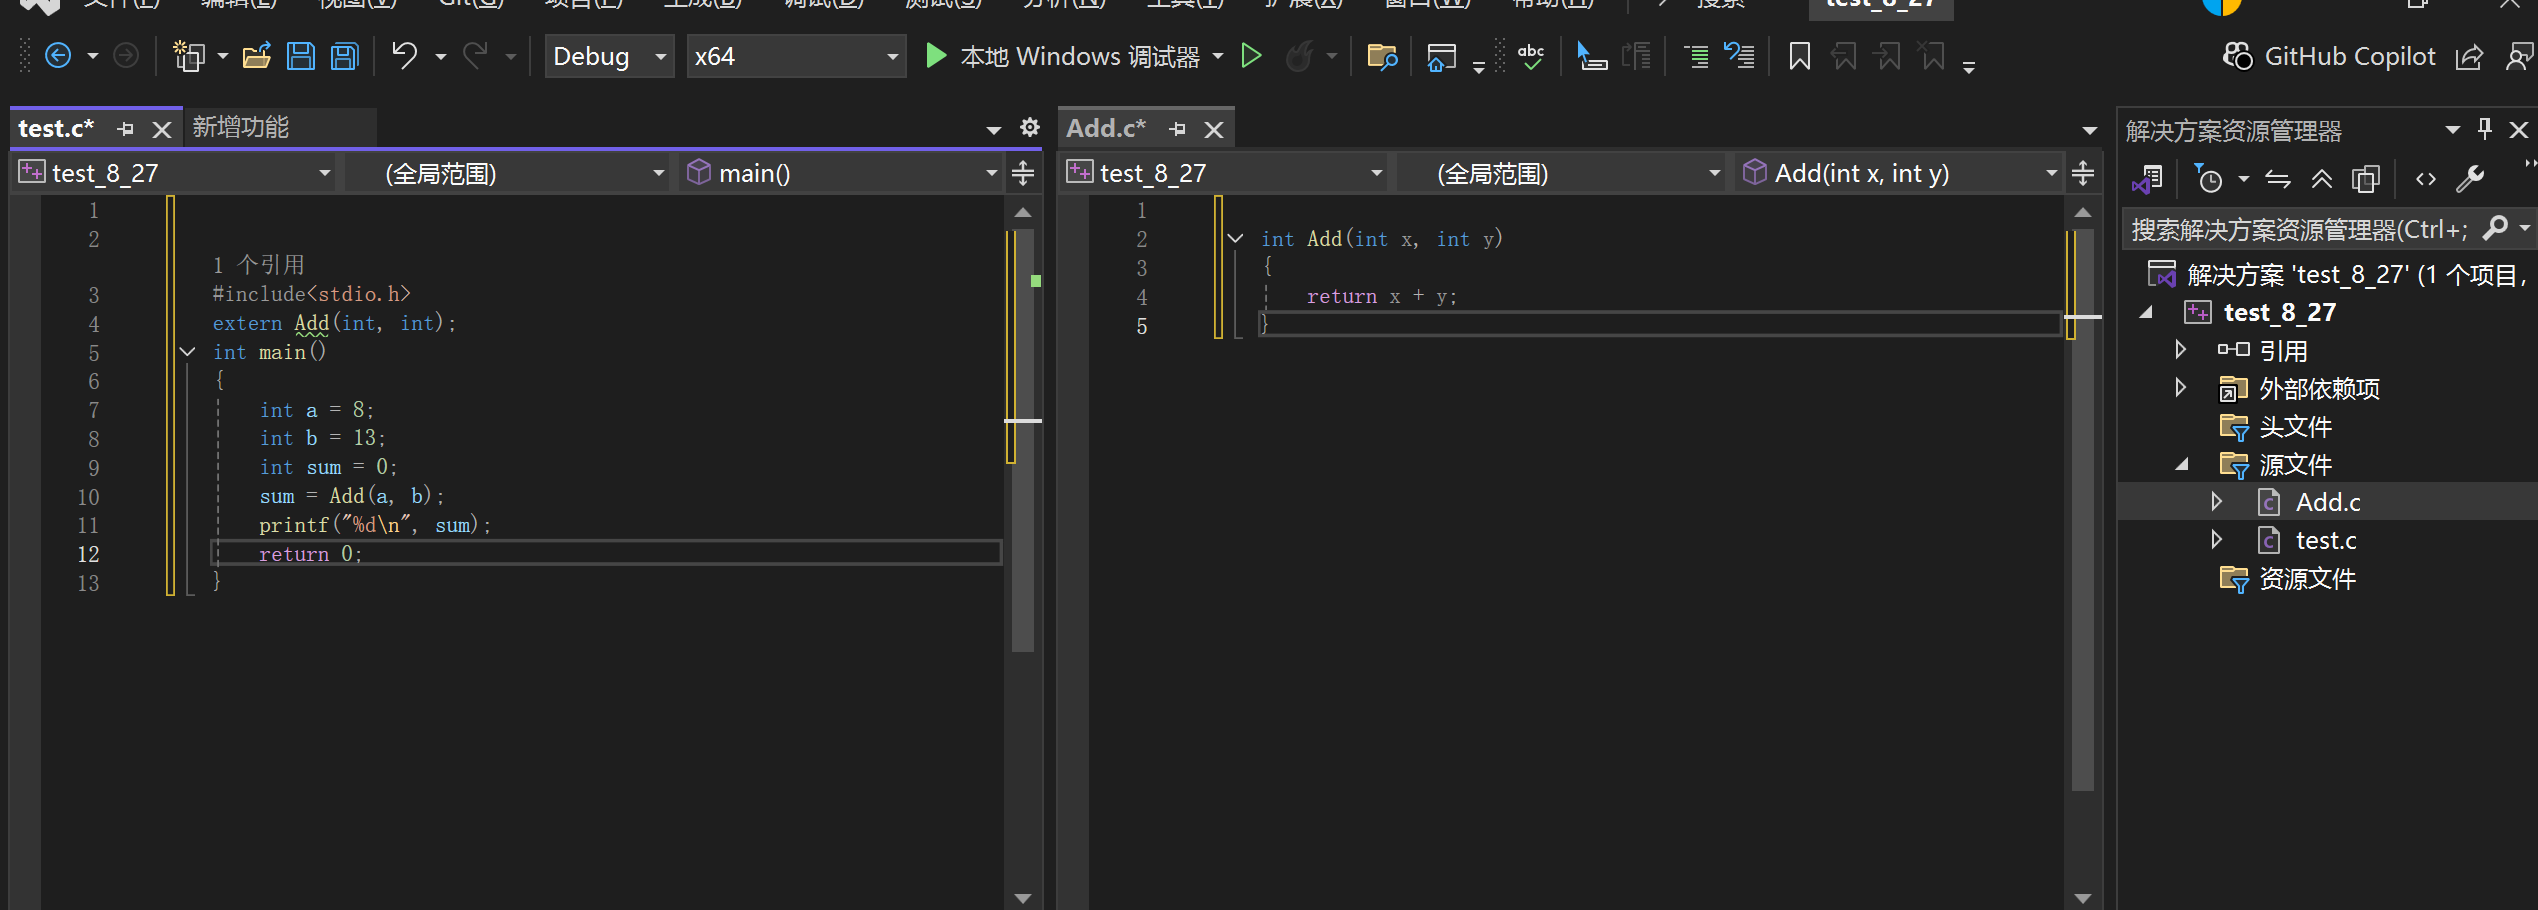 文件(F) 编辑(E) 视图(V) Git(G) 项目(P) 生成(B) 调试(D) 测试(S) 分析(N) 工具(T) 扩展(X) 窗口(W) 帮助(H) 搜索 test_8_27
Debug x64 本地 Windows 调试器 abc GitHub Copilot
test.c* 新增功能
test_8_27 (全局范围) main()
1
2
1 个引用
3 #include<stdio.h>
4 extern Add(int, int);
5 int main()
6 {
7 int a = 8;
8 int b = 13;
9 int sum = 0;
10 sum = Add(a, b);
11 printf("%d\n", sum);
12 return 0;
13 }
Add.c*
test_8_27 (全局范围) Add(int x, int y)
1
2 int Add(int x, int y)
3 {
4 return x + y;
5 }
解决方案资源管理器
搜索解决方案资源管理器(Ctrl+;
解决方案 'test_8_27' (1 个项目,
test_8_27
引用
外部依赖项
头文件
源文件
Add.c
test.c
资源文件